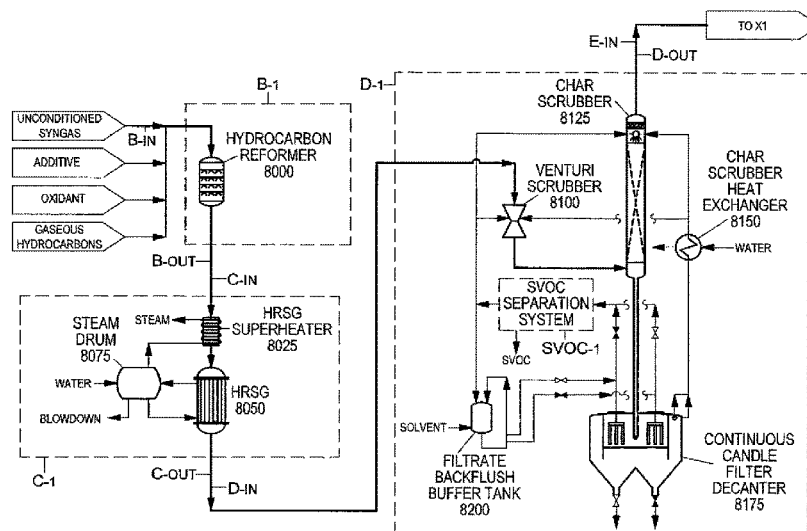 TO X1
E-IN
D-OUT
B-1
D-1
UNCONDITIONED
SYNGAS
B-IN
ADDITIVE
OXIDANT
GASEOUS
HYDROCARBONS
HYDROCARBON
REFORMER
8000
CHAR
SCRUBBER
8125
VENTURI
SCRUBBER
8100
CHAR
SCRUBBER
HEAT
EXCHANGER
8150
WATER
B-OUT
C-IN
STEAM
HRSG
SUPERHEATER
8025
STEAM
DRUM
8075
WATER
HRSG
8050
BLOWDOWN
C-1
C-OUT
D-IN
SVOC
SEPARATION
SYSTEM
SVOC
SVOC-1
SOLVENT
FILTRATE
BACKFLUSH
BUFFER TANK
8200
CONTINUOUS
CANDLE
FILTER
DECANTER
8175